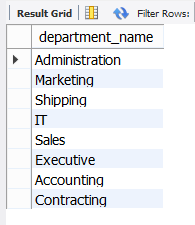 Result Grid Filter Rows:
department_name
Administration
Marketing
Shipping
IT
Sales
Executive
Accounting
Contracting